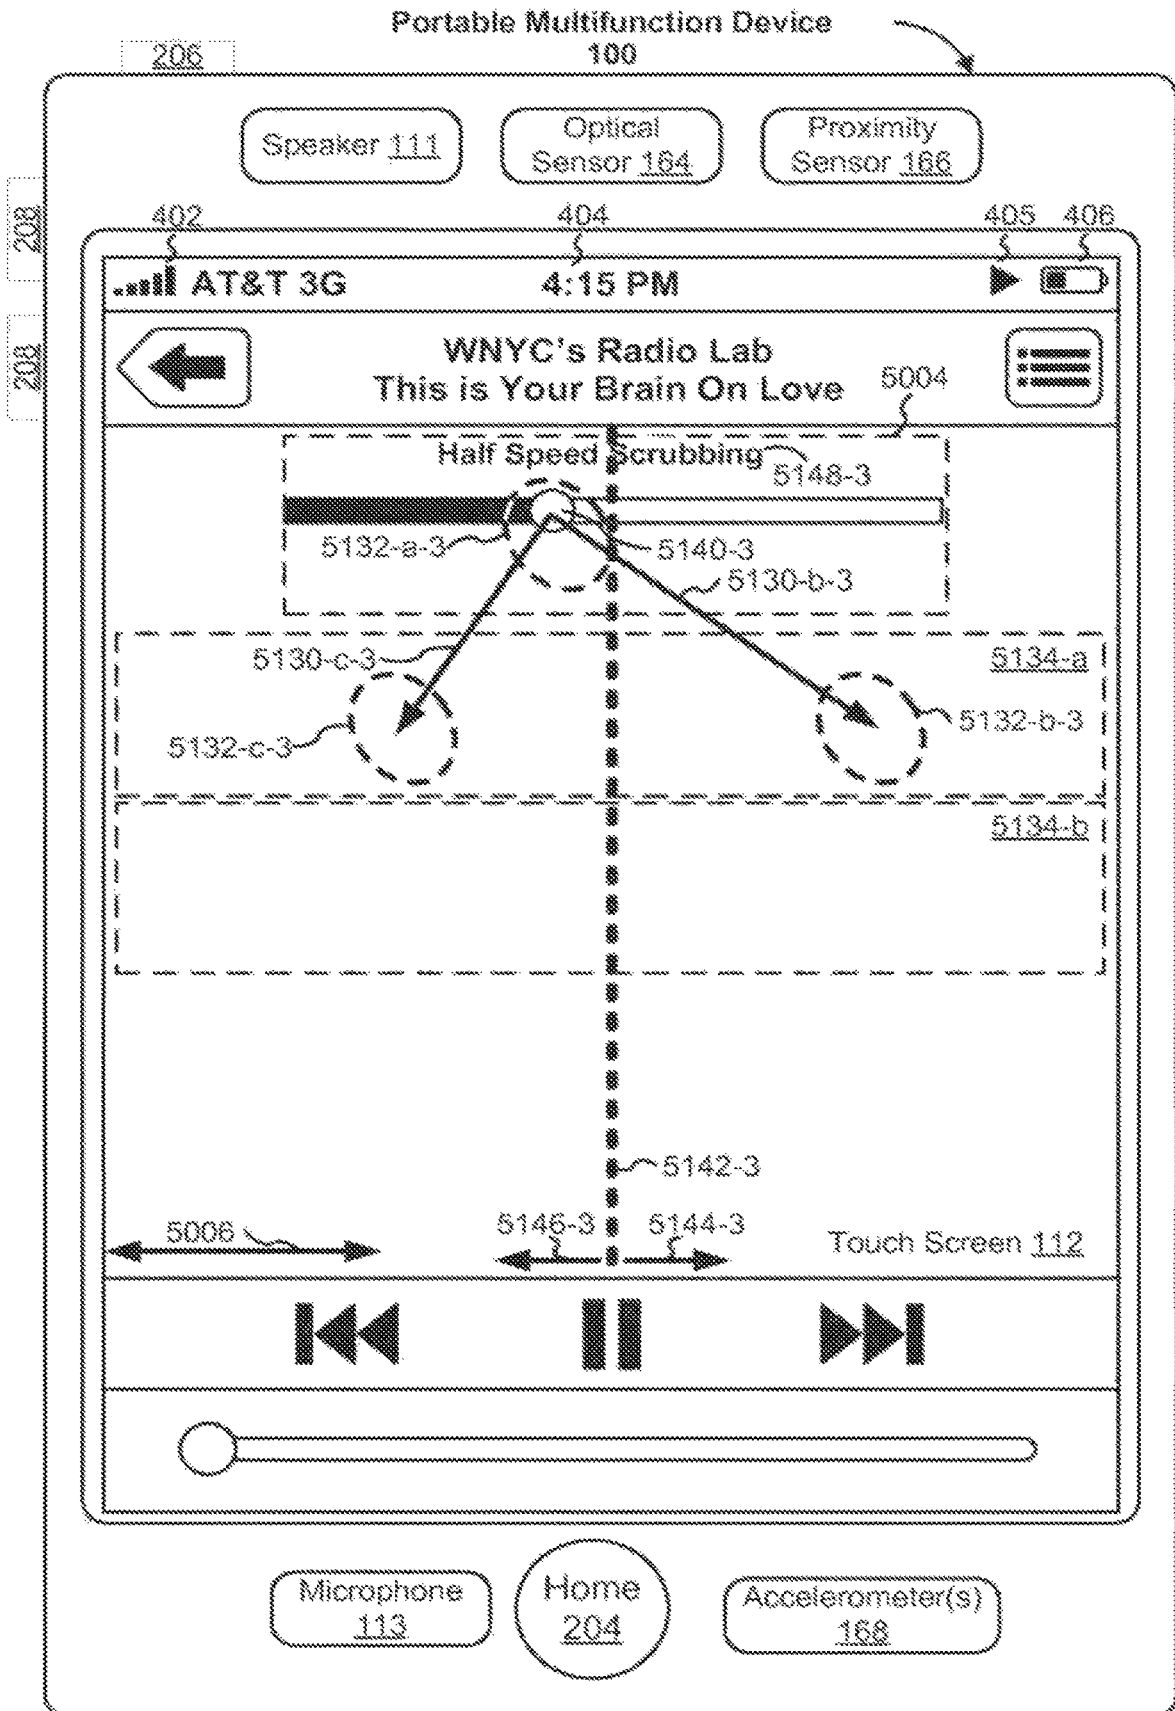 Portable Multifunction Device
100
206
Speaker 111
Optical
Sensor 164
Proximity
Sensor 166
208
402
404
405
406
AT&T 3G
4:15 PM
208
WNYC's Radio Lab
This is Your Brain On Love
5004
Half Speed Scrubbing
5148-3
5132-a-3
5140-3
5130-b-3
5130-c-3
5134-a
5132-c-3
5132-b-3
5134-b
5142-3
5006
5146-3
5144-3
Touch Screen 112
Microphone
113
Home
204
Accelerometer(s)
168